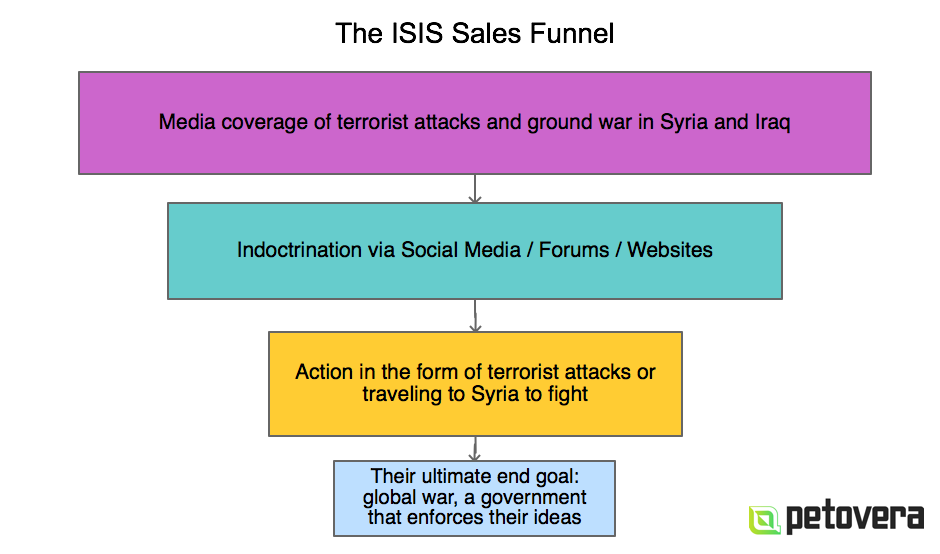 The ISIS Sales Funnel
Media coverage of terrorist attacks and ground war in Syria and Iraq
Indoctrination via Social Media / Forums / Websites
Action in the form of terrorist attacks or
traveling to Syria to fight
Their ultimate end goal:
global war, a government
that enforces their ideas
petovera